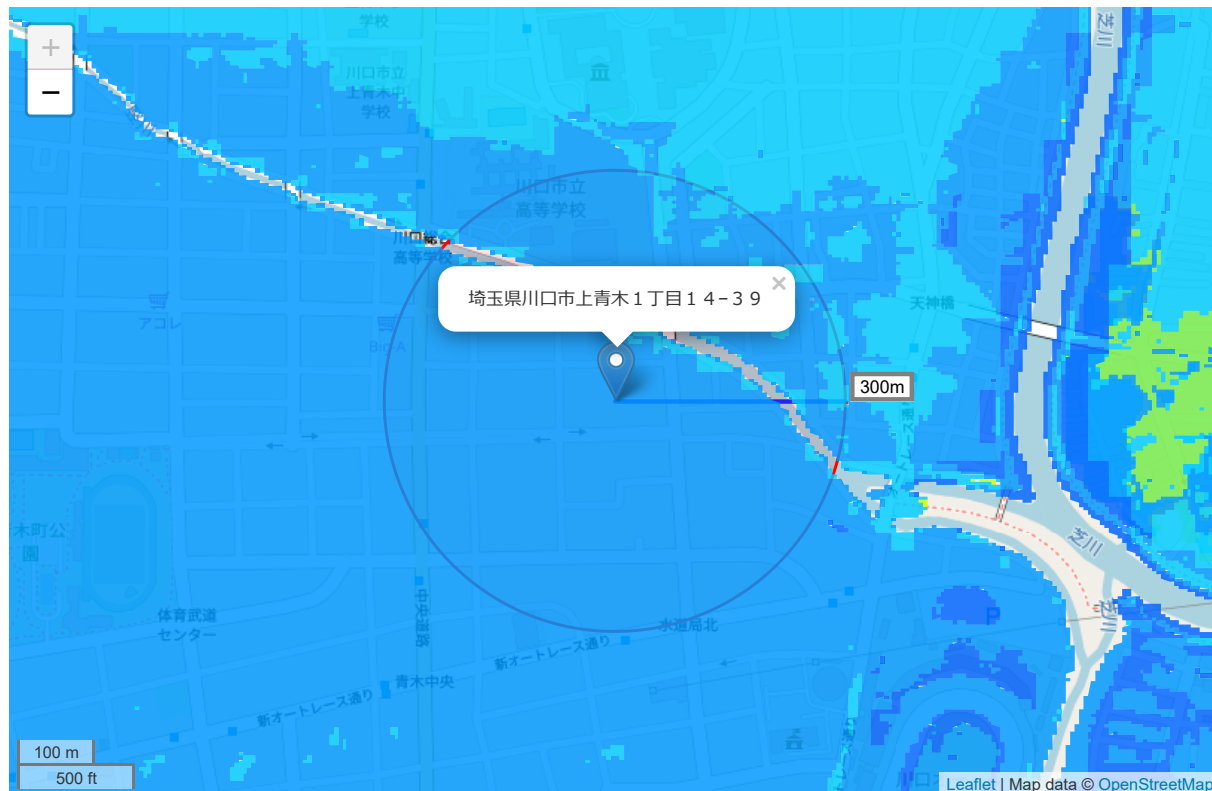 学校
芝川
+
川口市立
上青木中
学校
−
川口市立
高等学校
高等学校
埼玉県川口市上青木１丁目１４−３９
×
天神橋
アコレ
Big-A
300m
木町公
園
芝川
芝川
体育武道
センター
中央道路
水道局北
P
新オートレース通り
青木中央
新オートレース通り
100 m
500 ft
Leaflet | Map data © OpenStreetMap